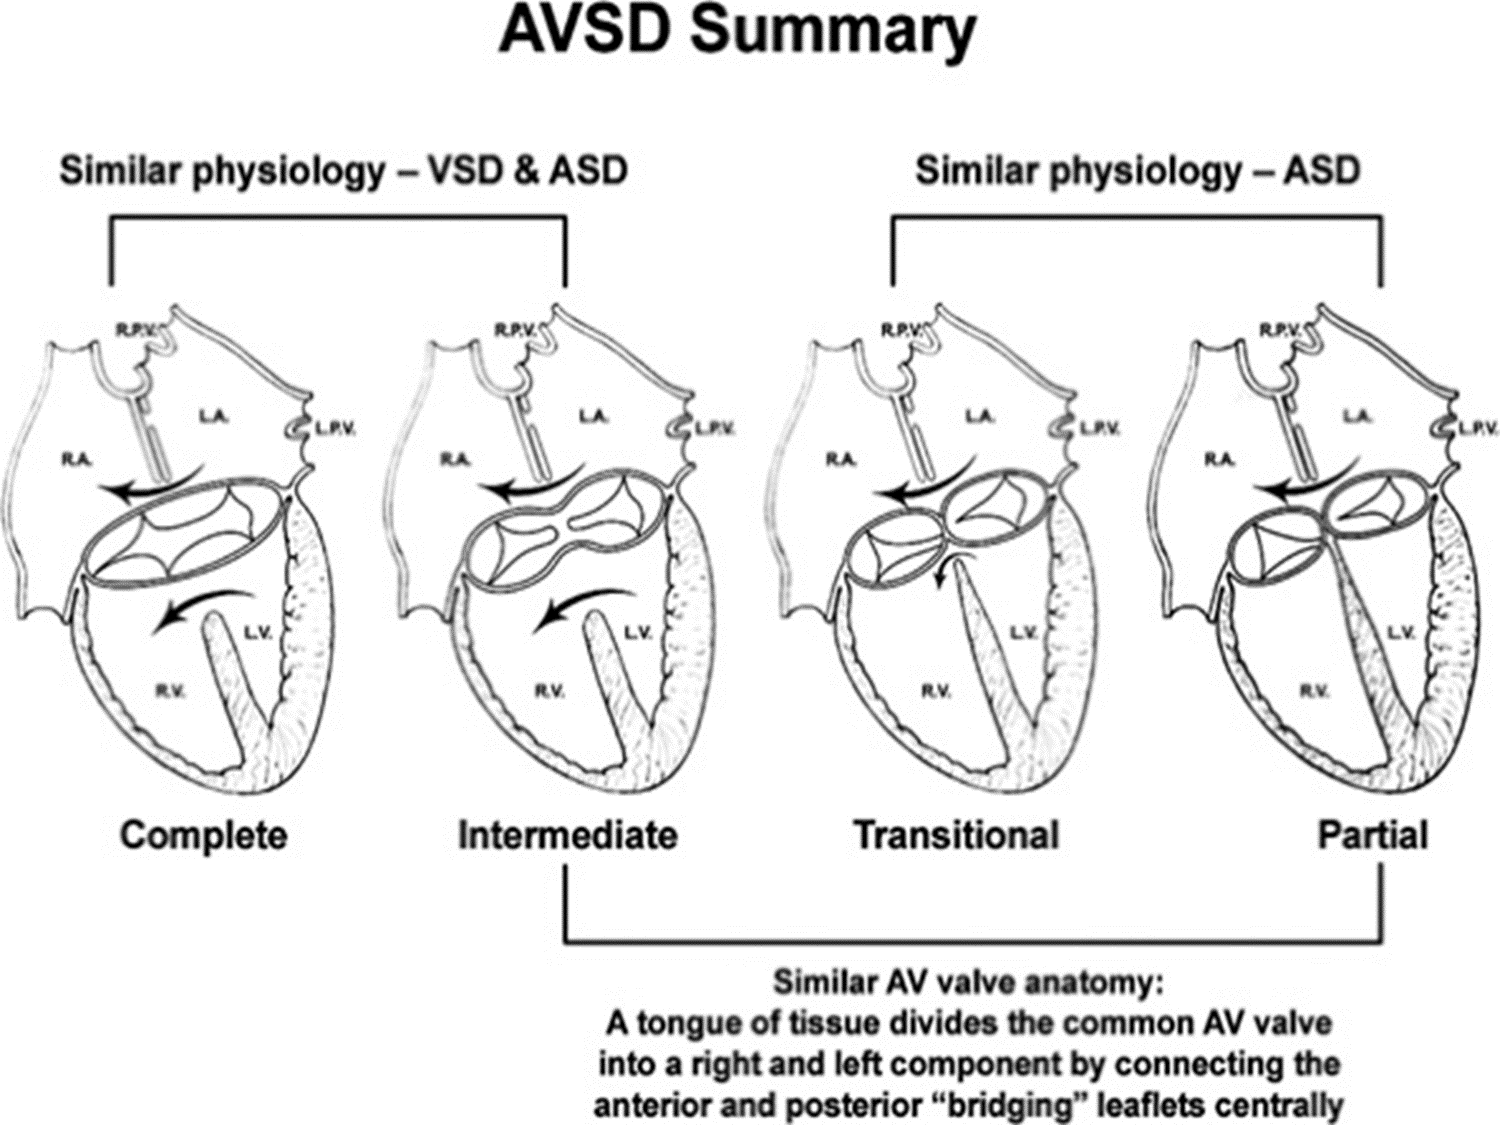 AVSD Summary
Similar physiology – VSD & ASD
Similar physiology – ASD
R.P.V.
L.A.
L.P.V.
R.A.
L.V.
R.V.
R.P.V.
L.A.
L.P.V.
R.A.
L.V.
R.V.
R.P.V.
L.A.
L.P.V.
R.A.
L.V.
R.V.
R.P.V.
L.A.
L.P.V.
R.A.
L.V.
R.V.
Complete
Intermediate
Transitional
Partial
Similar AV valve anatomy:
A tongue of tissue divides the common AV valve
into a right and left component by connecting the
anterior and posterior “bridging” leaflets centrally